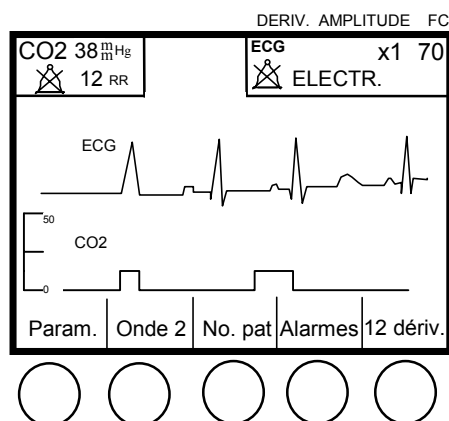 DERIV. AMPLITUDE FC
CO2 38 mmHg
12 RR
ECG x1 70
ELECTR.
ECG
50
CO2
0
Param. Onde 2 No. pat Alarmes 12 dériv.